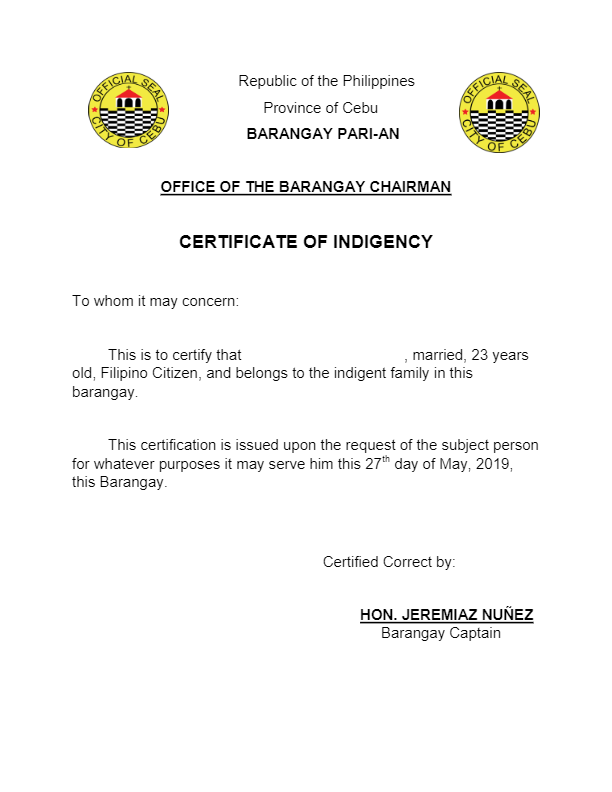 OFFICIAL SEAL
CITY OF CEBU
Republic of the Philippines
Province of Cebu
BARANGAY PARI-AN
OFFICIAL SEAL
CITY OF CEBU
OFFICE OF THE BARANGAY CHAIRMAN
CERTIFICATE OF INDIGENCY
To whom it may concern:
This is to certify that , married, 23 years
old, Filipino Citizen, and belongs to the indigent family in this
barangay.
This certification is issued upon the request of the subject person
for whatever purposes it may serve him this 27th day of May, 2019,
this Barangay.
Certified Correct by:
HON. JEREMIAZ NUÑEZ
Barangay Captain